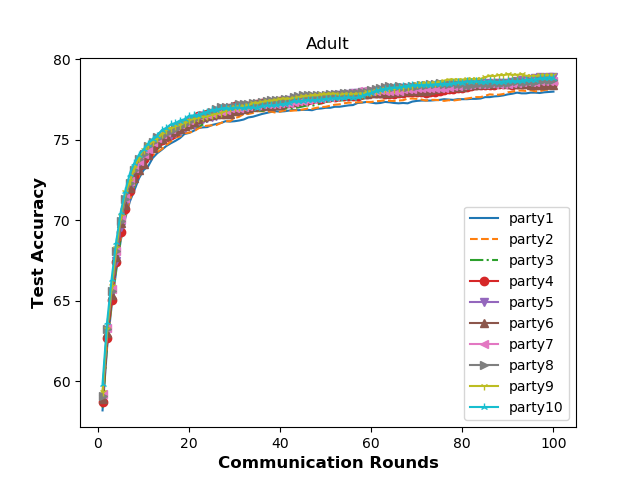 Adult
80
75
70
65
60
Test Accuracy
0 20 40 60 80 100
Communication Rounds
party1
party2
party3
party4
party5
party6
party7
party8
party9
party10